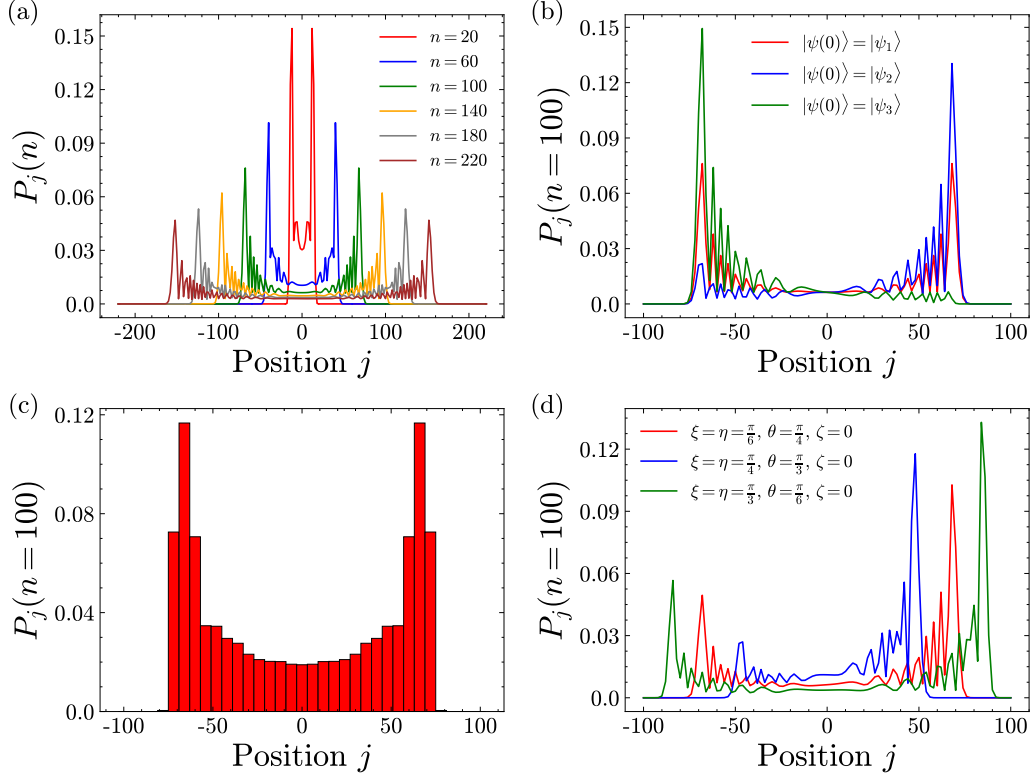 (a)
P_j(n)
0.15
0.12
0.09
0.06
0.03
0.0
n = 20
n = 60
n = 100
n = 140
n = 180
n = 220
-200 -100 0 100 200
Position j
(b)
P_j(n = 100)
0.15
0.12
0.09
0.06
0.03
0.0
|ψ(0)⟩ = |ψ₁⟩
|ψ(0)⟩ = |ψ₂⟩
|ψ(0)⟩ = |ψ₃⟩
-100 -50 0 50 100
Position j
(c)
P_j(n = 100)
0.12
0.08
0.04
0.0
-100 -50 0 50 100
Position j
(d)
P_j(n = 100)
0.12
0.09
0.06
0.03
0.0
ξ = η = π/6, θ = π/4, ζ = 0
ξ = η = π/4, θ = π/3, ζ = 0
ξ = η = π/3, θ = π/6, ζ = 0
-100 -50 0 50 100
Position j